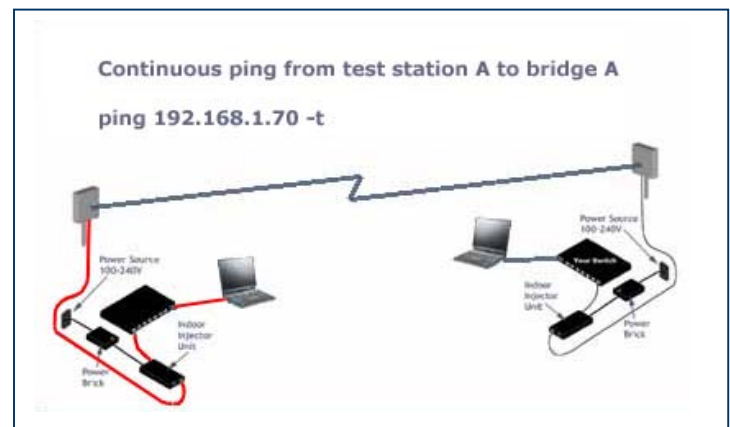 Continuous ping from test station A to bridge A
ping 192.168.1.70 -t
Power Source
100-240V
Indoor
Injector
Unit
Power
Brick
Power Source
100-240V
Your Switch
Indoor
Injector
Unit
Power
Brick